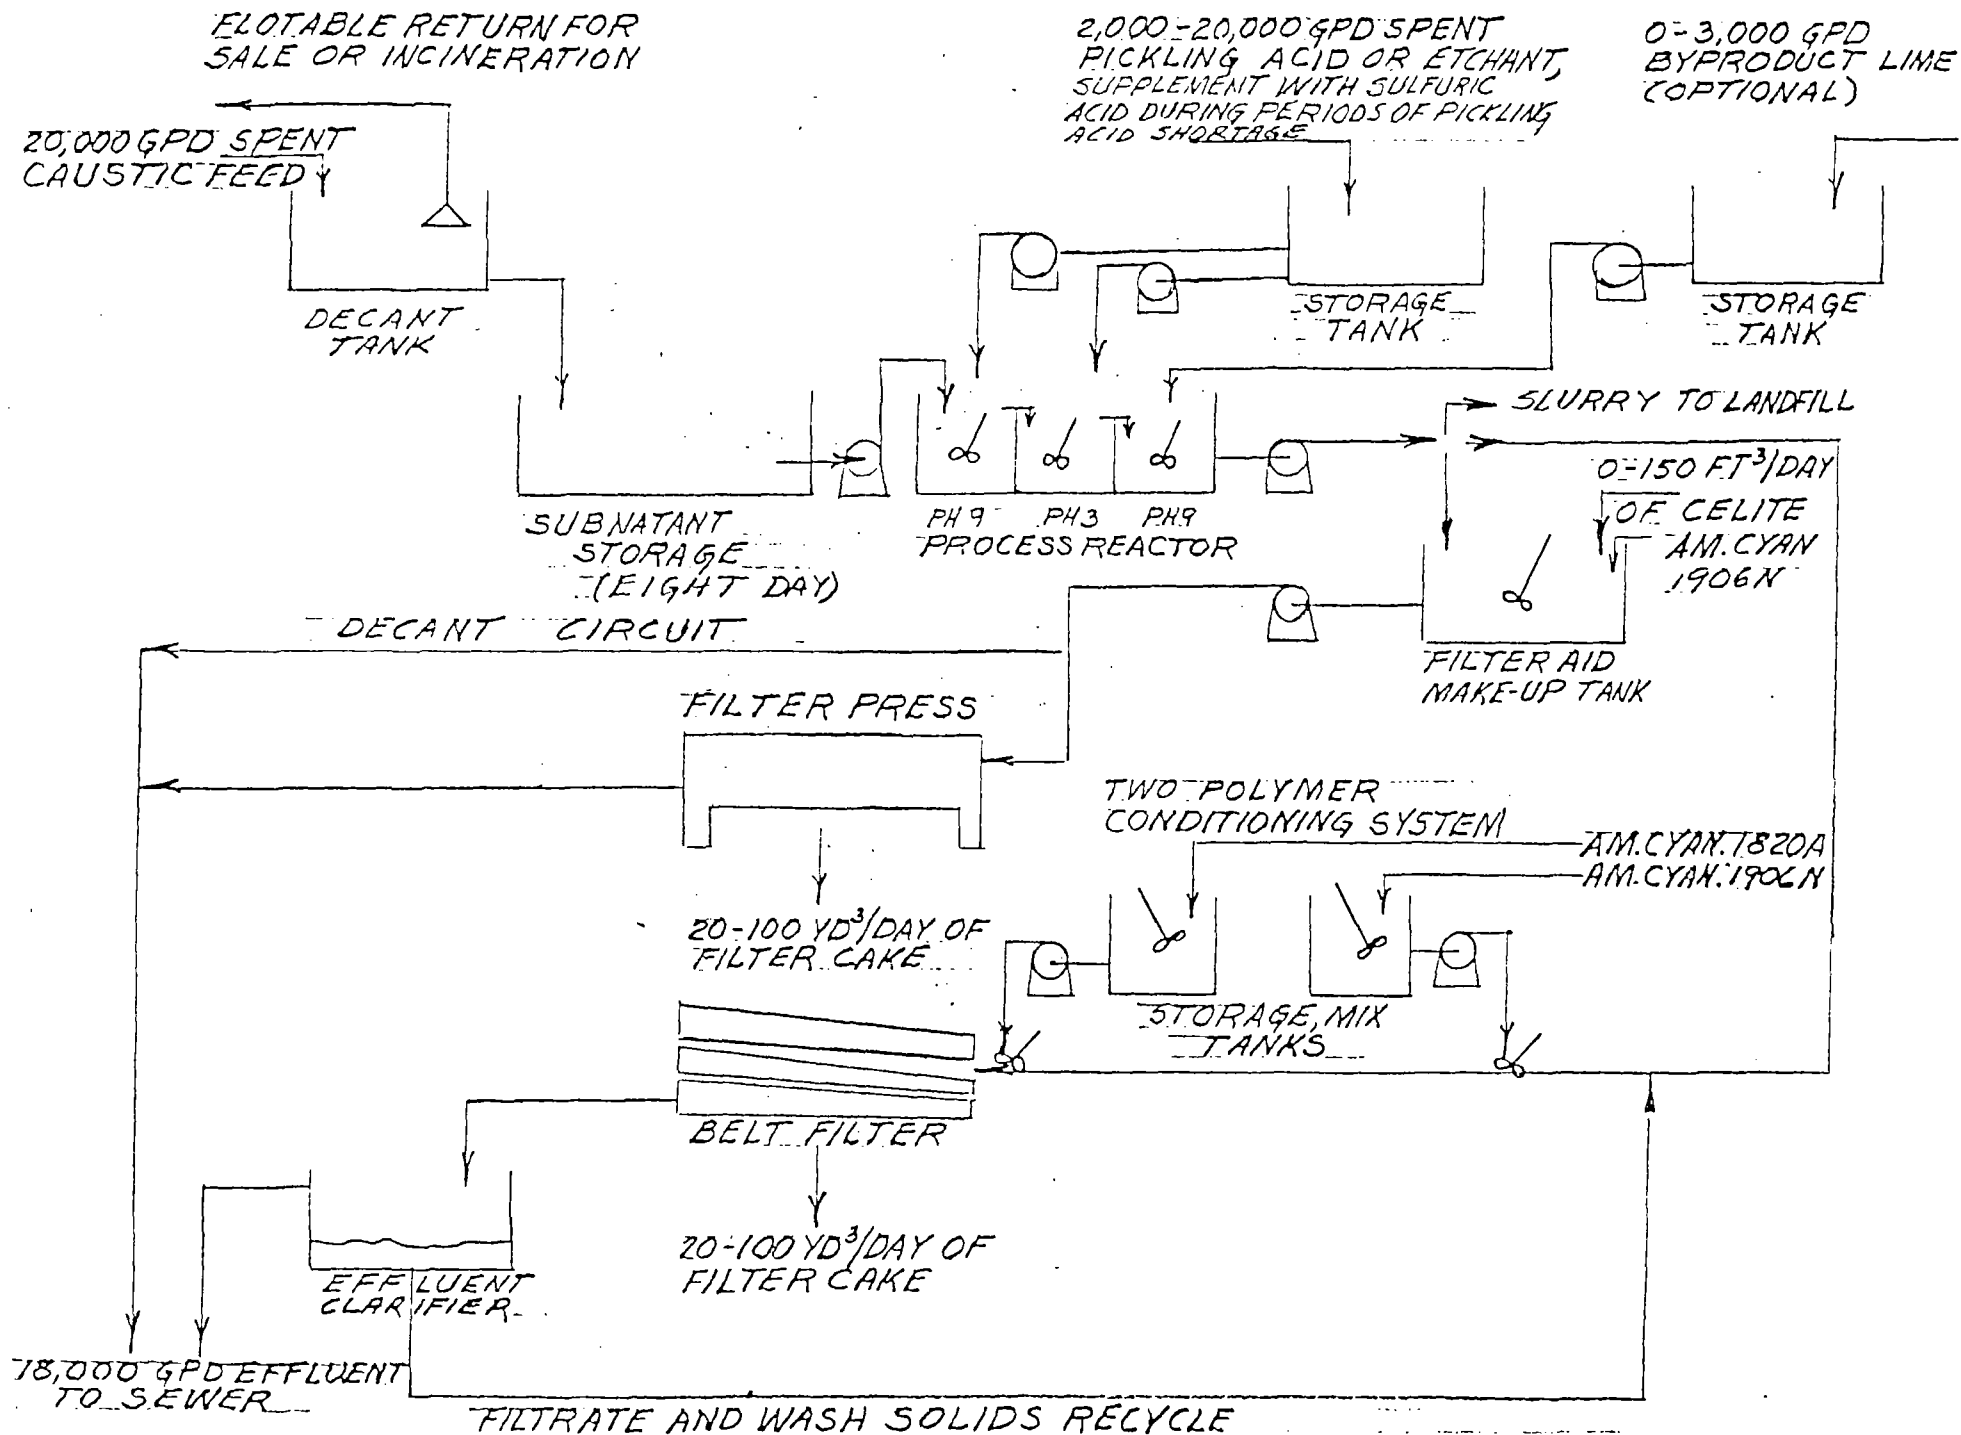 FLOTABLE RETURN FOR
SALE OR INCINERATION
20,000 GPD SPENT
CAUSTIC FEED
DECANT
TANK
2,000-20,000 GPD SPENT
PICKLING ACID OR ETCHANT,
SUPPLEMENT WITH SULFURIC
ACID DURING PERIODS OF PICKLING
ACID SHORTAGE
0-3,000 GPD
BYPRODUCT LIME
(OPTIONAL)
STORAGE
TANK
STORAGE
TANK
SUBNATANT
STORAGE
(EIGHT DAY)
PH 9 PH3 PH9
PROCESS REACTOR
SLURRY TO LANDFILL
0-150 FT³/DAY
OF CELITE
AM. CYAN
1906N
FILTER AID
MAKE-UP TANK
DECANT CIRCUIT
FILTER PRESS
20-100 YD³/DAY OF
FILTER CAKE
TWO POLYMER
CONDITIONING SYSTEM
AM.CYAN.1820A
AM.CYAN.1906N
STORAGE, MIX
TANKS
BELT FILTER
20-100 YD³/DAY OF
FILTER CAKE
EFFLUENT
CLARIFIER
18,000 GPD EFFLUENT
TO SEWER
FILTRATE AND WASH SOLIDS RECYCLE